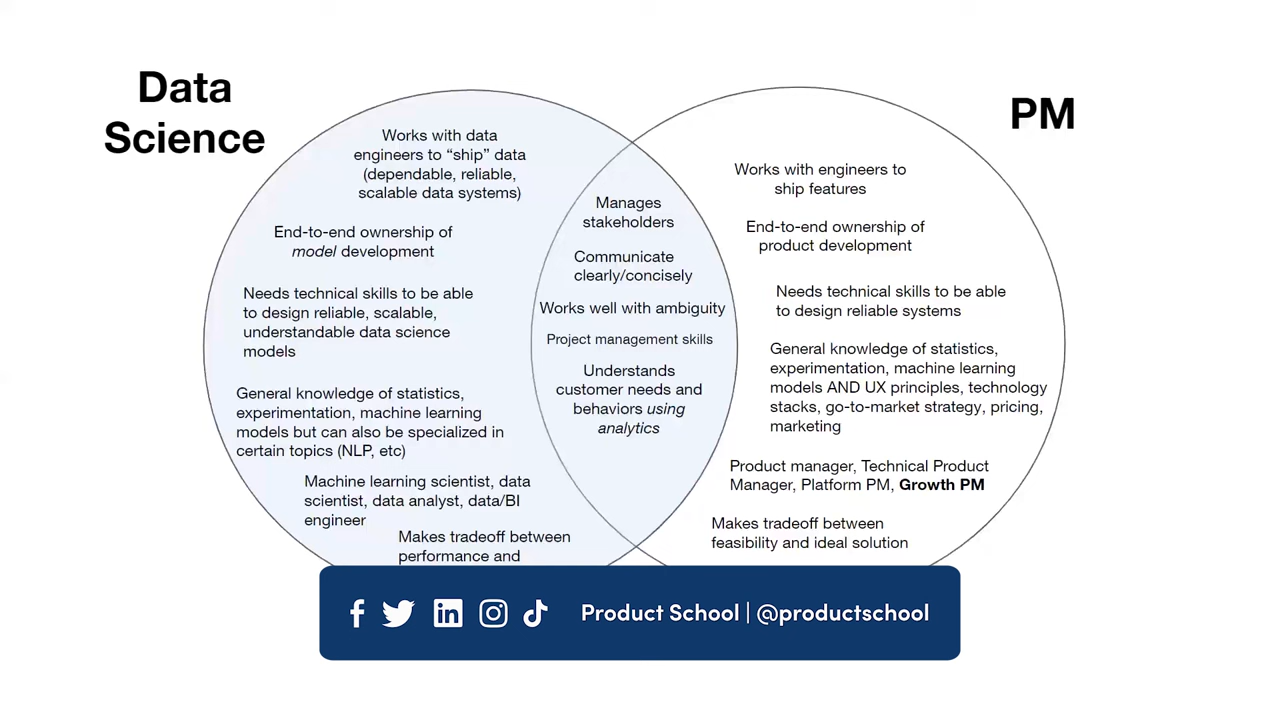 Data
Science
Works with data
engineers to “ship” data
(dependable, reliable,
scalable data systems)
End-to-end ownership of
model development
Needs technical skills to be able
to design reliable, scalable,
understandable data science
models
General knowledge of statistics,
experimentation, machine learning
models but can also be specialized in
certain topics (NLP, etc)
Machine learning scientist, data
scientist, data analyst, data/BI
engineer
Makes tradeoff between
performance and
Manages
stakeholders
Communicate
clearly/concisely
Works well with ambiguity
Project management skills
Understands
customer needs and
behaviors using
analytics
PM
Works with engineers to
ship features
End-to-end ownership of
product development
Needs technical skills to be able
to design reliable systems
General knowledge of statistics,
experimentation, machine learning
models AND UX principles, technology
stacks, go-to-market strategy, pricing,
marketing
Product manager, Technical Product
Manager, Platform PM, Growth PM
Makes tradeoff between
feasibility and ideal solution
Product School | @productschool